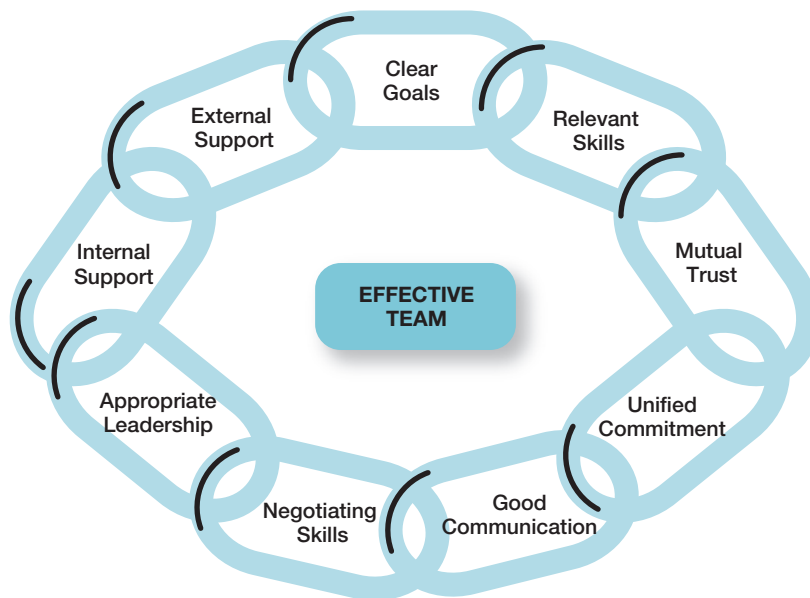 Clear
Goals
Relevant
Skills
Mutual
Trust
Unified
Commitment
Good
Communication
Negotiating
Skills
Appropriate
Leadership
Internal
Support
External
Support
EFFECTIVE
TEAM